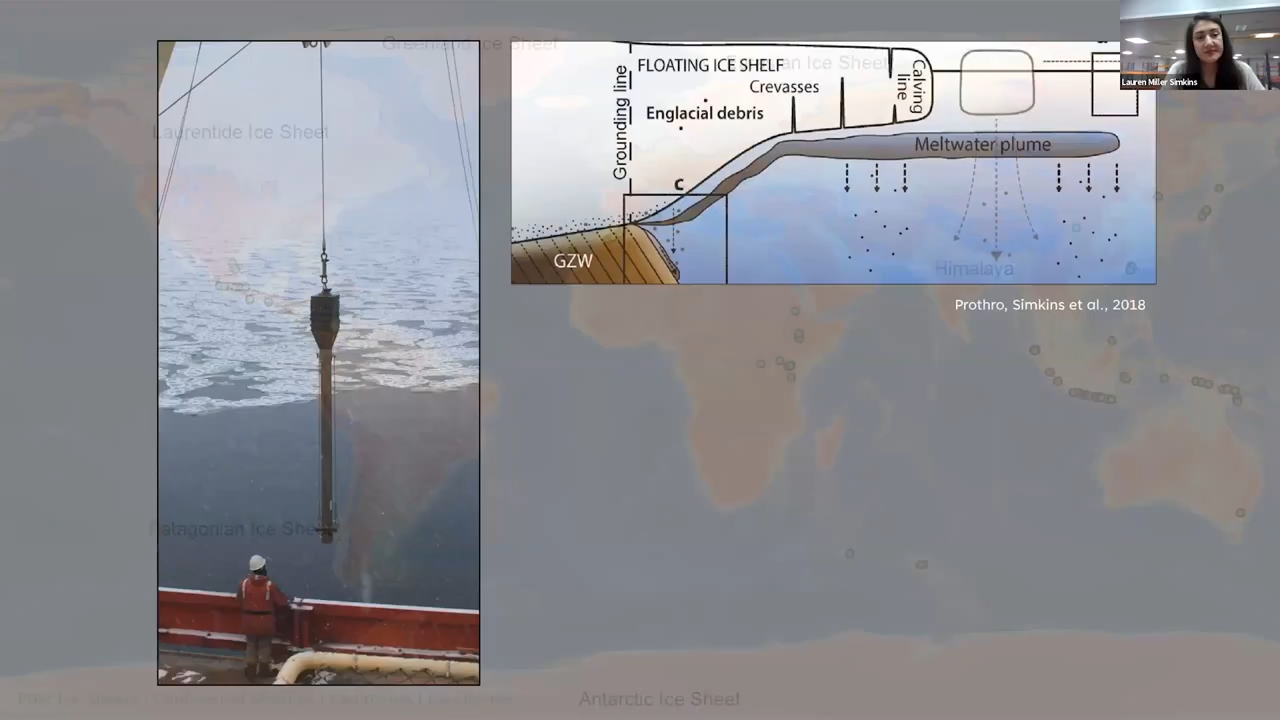 Greenland Ice Sheet
Laurentide Ice Sheet
Patagonian Ice Sheet
Grounding line
FLOATING ICE SHELF
Crevasses
Englacial debris
Calving
line
Meltwater plume
C
GZW
Himalaya
Prothro, Simkins et al., 2018
Lauren Miller Simkins
Antarctic Ice Sheet